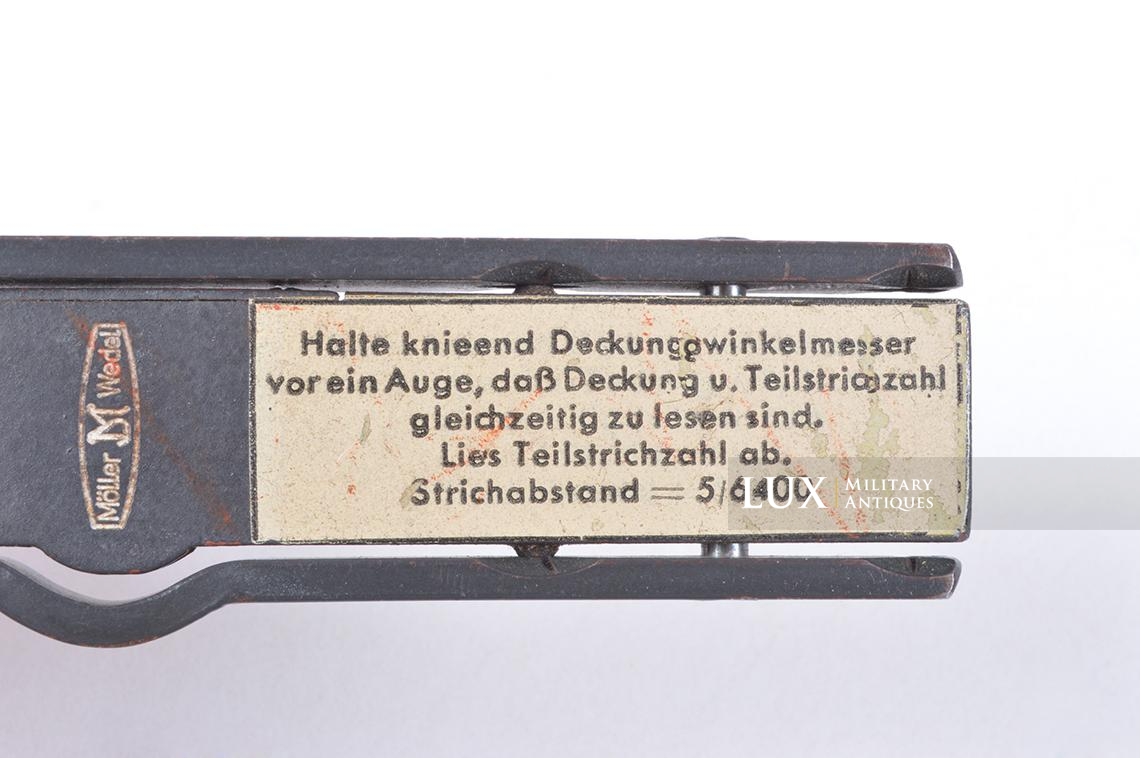 Möller M Wedel
Halte knieend Deckungswinkelmesser
vor ein Auge, daß Deckung u. Teilstrichzahl
gleichzeitig zu lesen sind.
Lies Teilstrichzahl ab.
Strichabstand = 5/6400
LUX MILITARY
ANTIQUES